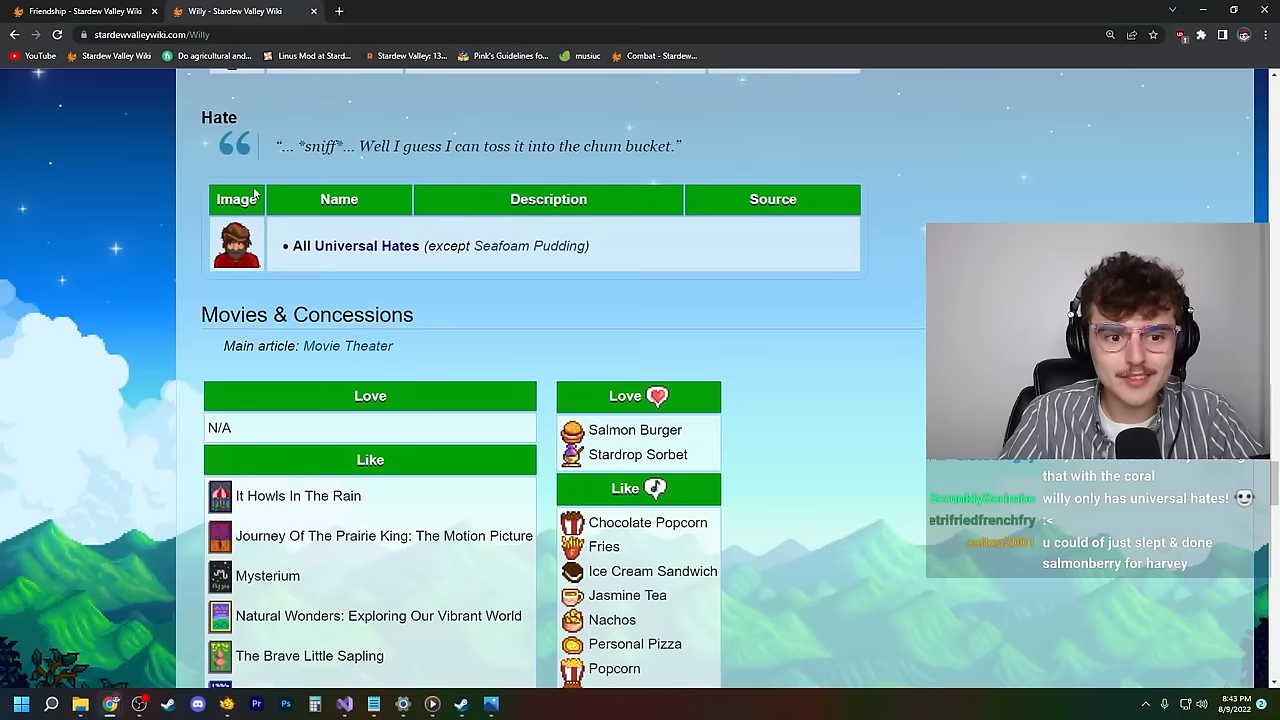 Friendship - Stardew Valley Wiki
Willy - Stardew Valley Wiki
stardewvalleywiki.com/Willy
YouTube
Stardew Valley Wiki
Do agricultural and...
Linus Mod at Stard...
Stardew Valley: 13...
Pink's Guidelines fo...
musiuc
Combat - Stardew...
Hate
“... *sniff*... Well I guess I can toss it into the chum bucket.”
Image Name Description Source
• All Universal Hates (except Seafoam Pudding)
Movies & Concessions
Main article: Movie Theater
Love
N/A
Like
It Howls In The Rain
Journey Of The Prairie King: The Motion Picture
Mysterium
Natural Wonders: Exploring Our Vibrant World
The Brave Little Sapling
Love
Salmon Burger
Stardrop Sorbet
Like
Chocolate Popcorn
Fries
Ice Cream Sandwich
Jasmine Tea
Nachos
Personal Pizza
Popcorn
that with the coral
willy only has universal hates!
etrifriedfrenchfry :<
u could of just slept & done
salmonberry for harvey
8:43 PM
8/9/2022